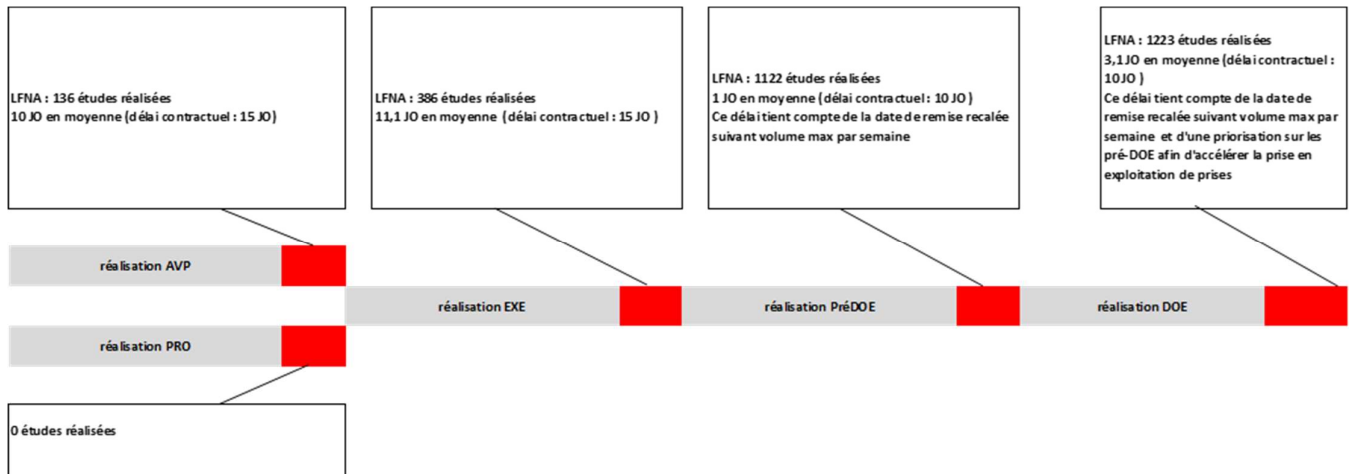 LFNA : 136 études réalisées
10 JO en moyenne (délai contractuel : 15 JO)
LFNA : 386 études réalisées
11,1 JO en moyenne (délai contractuel : 15 JO )
LFNA : 1122 études réalisées
1 JO en moyenne (délai contractuel : 10 JO )
Ce délai tient compte de la date de remise recalée
suivant volume max par semaine
LFNA : 1223 études réalisées
3,1 JO en moyenne (délai contractuel :
10 JO )
Ce délai tient compte de la date de
remise recalée suivant volume max par
semaine et d'une priorisation sur les
pré-DOE afin d'accélérer la prise en
exploitation de prises
réalisation AVP
réalisation EXE
réalisation PréDOE
réalisation DOE
réalisation PRO
0 études réalisées